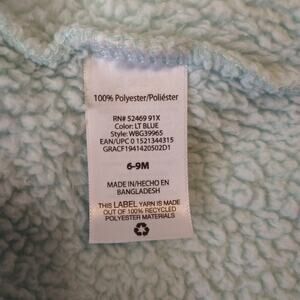 100% Polyester/Poliéster
RN# 52469 91X
Color: LT BLUE
Style: WBG39965
EAN/UPC 0 1521344315
GRACF1941420502D1
6-9M
MADE IN/HECHO EN
BANGLADESH
THIS LABEL YARN IS MADE
OUT OF 100% RECYCLED
POLYESTER MATERIALS